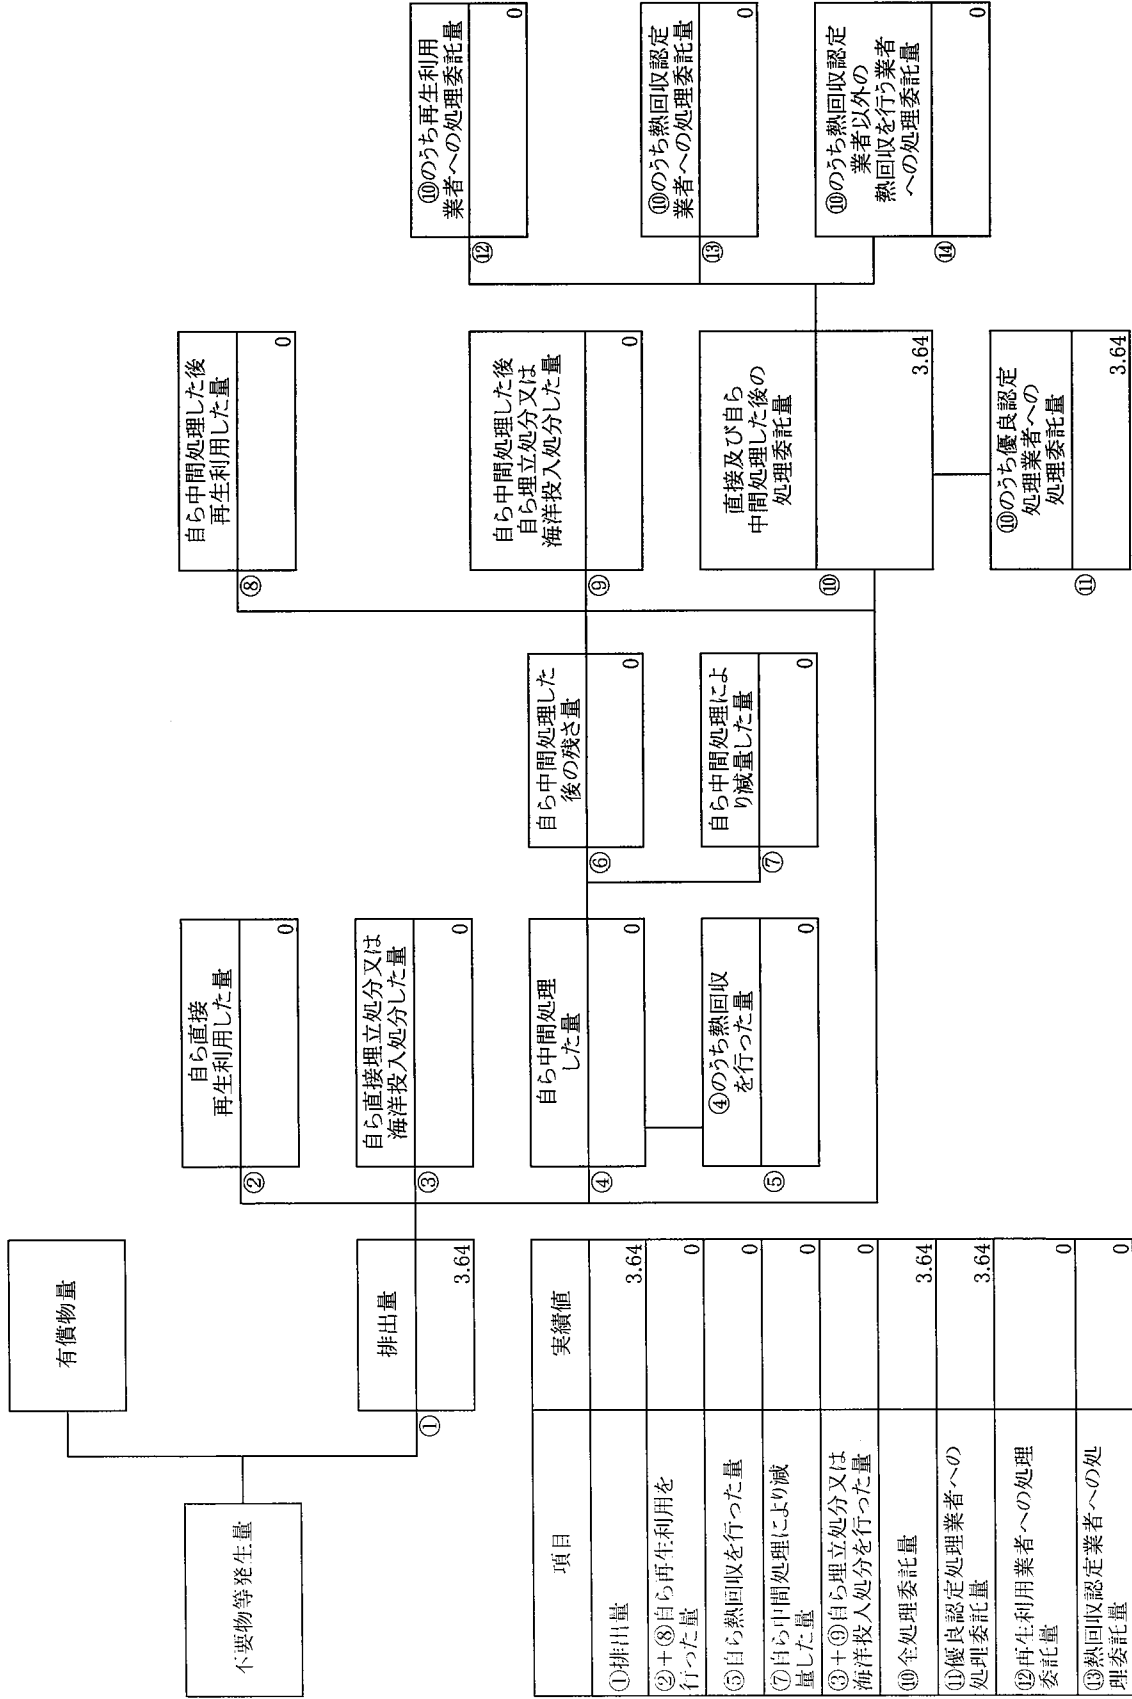 不要物等発生量
有償物量
排出量
①
3.64
自ら直接
再生利用した量
②
0
自ら直接埋立処分又は
海洋投入処分した量
③
0
自ら中間処理
した量
④
0
④のうち熱回収
を行った量
⑤
0
自ら中間処理した
後の残さ量
⑥
0
自ら中間処理によ
り減量した量
⑦
0
自ら中間処理した後
再生利用した量
⑧
0
自ら中間処理した後
自ら埋立処分又は
海洋投入処分した量
⑨
0
直接及び自ら
中間処理した後の
処理委託量
⑩
3.64
⑩のうち優良認定
処理業者への
処理委託量
⑪
3.64
⑩のうち再生利用
業者への処理委託量
⑫
0
⑩のうち熱回収認定
業者への処理委託量
⑬
0
⑩のうち熱回収認定
業者以外の
熱回収を行う業者
への処理委託量
⑭
0
項目 実績値
①排出量 3.64
②+⑧自ら再生利用を
行った量 0
⑤自ら熱回収を行った量 0
⑦自ら中間処理により減
量した量 0
③+⑨自ら埋立処分又は
海洋投入処分を行った量 0
⑩全処理委託量 3.64
⑪優良認定処理業者への
処理委託量 3.64
⑫再生利用業者への処理
委託量 0
⑬熱回収認定業者への処
理委託量 0